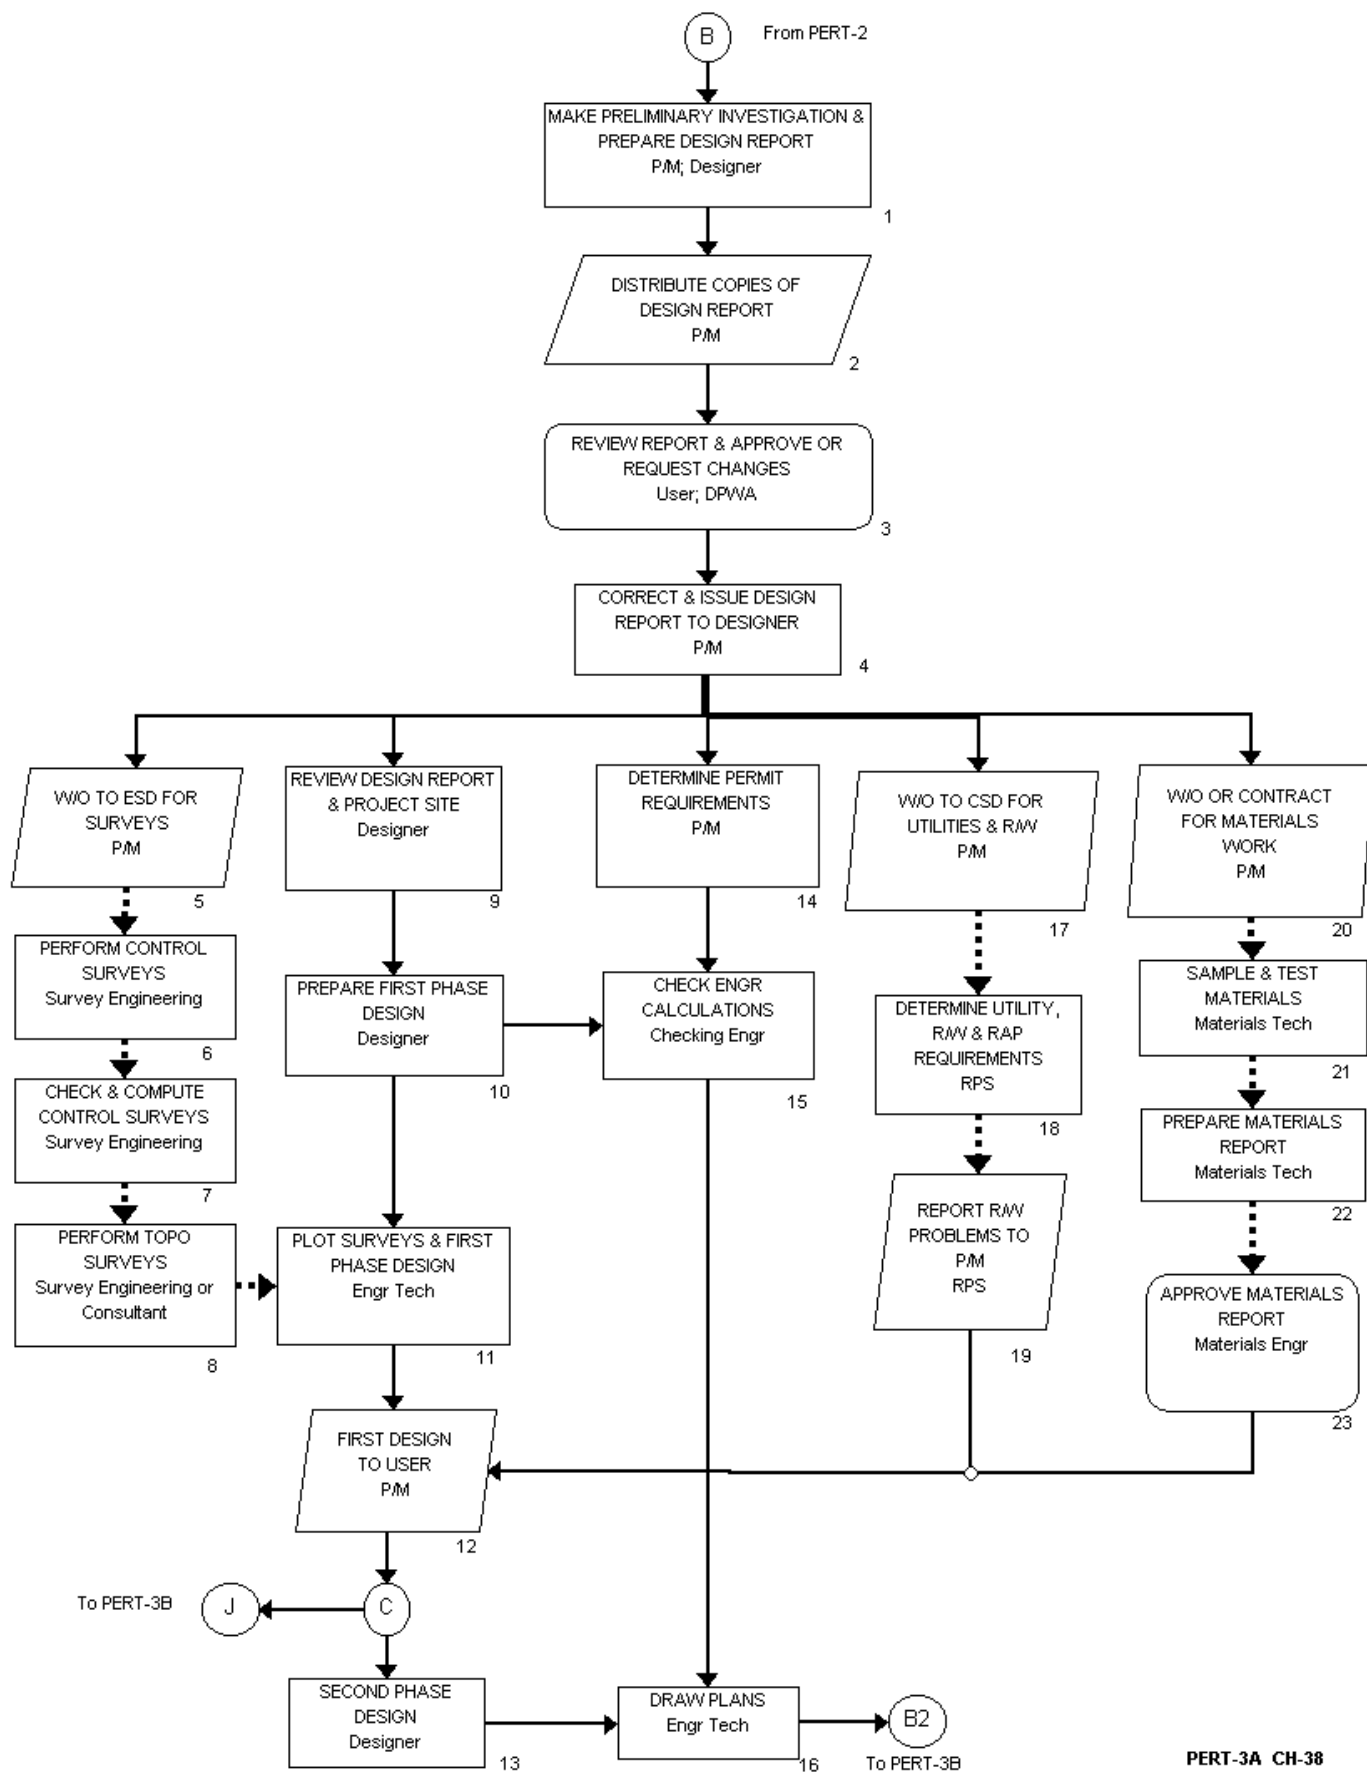 B
From PERT-2
MAKE PRELIMINARY INVESTIGATION &
PREPARE DESIGN REPORT
P/M; Designer
1
DISTRIBUTE COPIES OF
DESIGN REPORT
P/M
2
REVIEW REPORT & APPROVE OR
REQUEST CHANGES
User; DPWA
3
CORRECT & ISSUE DESIGN
REPORT TO DESIGNER
P/M
4
W/O TO ESD FOR
SURVEYS
P/M
5
PERFORM CONTROL
SURVEYS
Survey Engineering
6
CHECK & COMPUTE
CONTROL SURVEYS
Survey Engineering
7
PERFORM TOPO
SURVEYS
Survey Engineering or
Consultant
8
REVIEW DESIGN REPORT
& PROJECT SITE
Designer
9
PREPARE FIRST PHASE
DESIGN
Designer
10
PLOT SURVEYS & FIRST
PHASE DESIGN
Engr Tech
11
FIRST DESIGN
TO USER
P/M
12
C
J
To PERT-3B
SECOND PHASE
DESIGN
Designer
13
DETERMINE PERMIT
REQUIREMENTS
P/M
14
CHECK ENGR
CALCULATIONS
Checking Engr
15
DRAW PLANS
Engr Tech
16
B2
To PERT-3B
W/O TO CSD FOR
UTILITIES & R/W
P/M
17
DETERMINE UTILITY,
R/W & RAP
REQUIREMENTS
RPS
18
REPORT R/W
PROBLEMS TO
P/M
RPS
19
W/O OR CONTRACT
FOR MATERIALS
WORK
P/M
20
SAMPLE & TEST
MATERIALS
Materials Tech
21
PREPARE MATERIALS
REPORT
Materials Tech
22
APPROVE MATERIALS
REPORT
Materials Engr
23
PERT-3A CH-38